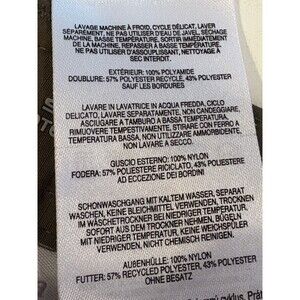 LAVAGE MACHINE À FROID, CYCLE DÉLICAT, LAVER
SÉPARÉMENT, NE PAS UTILISER D'EAU DE JAVEL, SÉCHAGE
MACHINE, BASSE TEMPÉRATURE, SORTIR IMMÉDIATEMENT
DE LA MACHINE, REPASSER À BASSE TEMPÉRATURE,
NE PAS UTILISER D'ASSOUPLISSANT, NETTOYAGE À
SEC INTERDIT.
EXTÉRIEUR: 100% POLYAMIDE
DOUBLURE: 57% POLYESTER RECYCLE, 43% POLYESTER
SAUF LES BORDURES
LAVARE IN LAVATRICE IN ACQUA FREDDA, CICLO
DELICATO, LAVARE SEPARATAMENTE, NON CANDEGGIARE.
ASCIUGARE A TAMBURO A BASSA TEMPERATURA,
RIMUOVERE TEMPESTIVAMENTE. STIRARE CON FERRO A
TEMPERATURA BASSA, NON UTILIZZARE AMMORBIDENTI,
NON LAVARE A SECCO.
GUSCIO ESTERNO: 100% NYLON
FODERA: 57% POLYESTER RICICLATO, 43% POLIESTERE
AD ECCEZIONE DEI BORDINI
SCHONWASCHGANG MIT KALTEM WASSER, SEPARAT
WASCHEN, KEINE BLEICHMITTEL VERWENDEN, TROCKNEN
IM WÄSCHETROCKNER BEI NIEDRIGER TEMPERATUR,
SOFORT AUS DEM TROCKNER NEHMEN, BÜGELN
MIT NIEDRIGER TEMPERATUR, KEINE WEICHSPÜLER
VERWENDEN, NICHT CHEMISCH REINIGEN.
AUßENHÜLLE: 100% NYLON
FUTTER: 57% RECYCLED POLYESTER, 43% POLYESTER
OHNE BESATZ